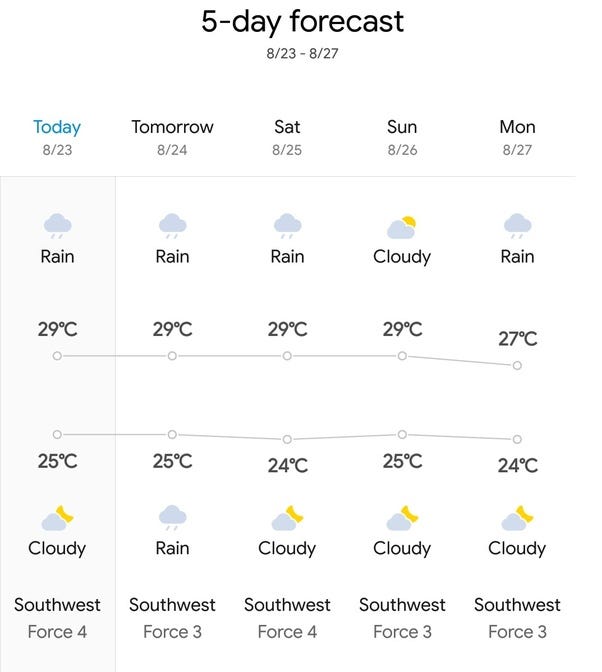 5-day forecast
8/23 - 8/27
Today Tomorrow Sat Sun Mon
8/23 8/24 8/25 8/26 8/27
Rain Rain Rain Cloudy Rain
29℃ 29℃ 29℃ 29℃ 27℃
25℃ 25℃ 24℃ 25℃ 24℃
Cloudy Rain Cloudy Cloudy Cloudy
Southwest Southwest Southwest Southwest Southwest
Force 4 Force 3 Force 4 Force 3 Force 3